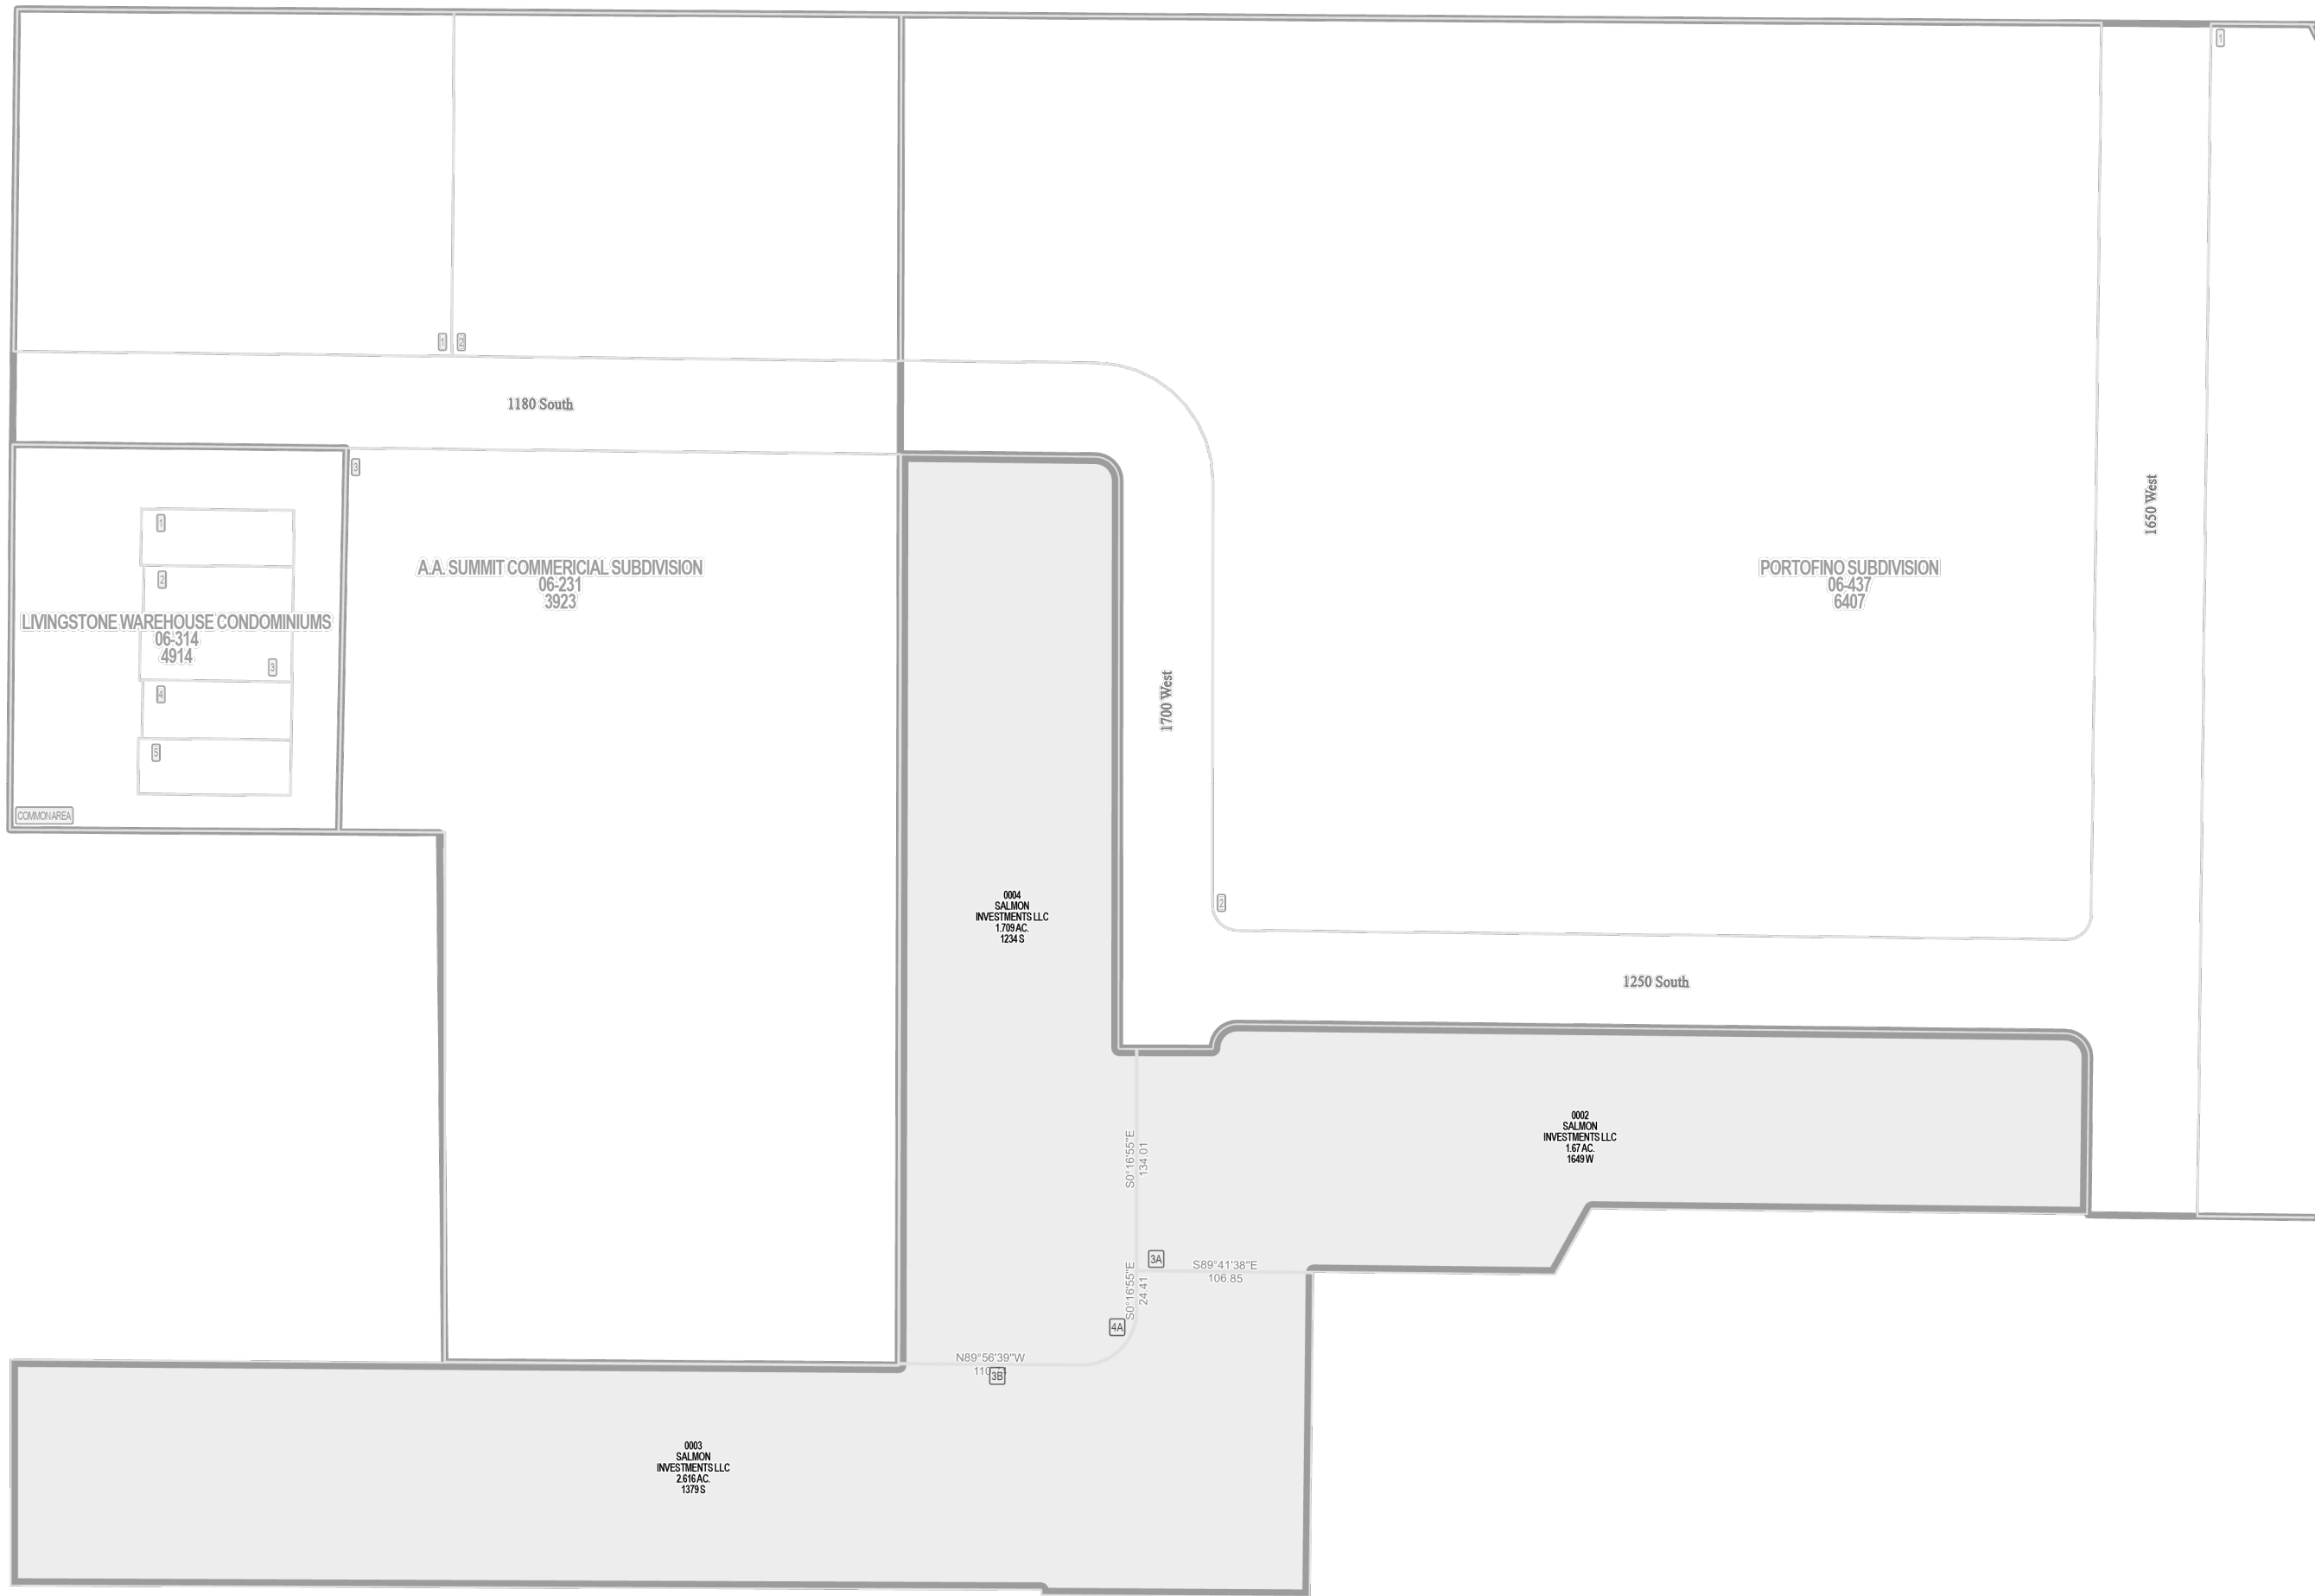 1
1
2
1180 South
3
1
2
3
4
5
LIVINGSTONE WAREHOUSE CONDOMINIUMS
06-314
4914
COMMON AREA
A.A. SUMMIT COMMERICIAL SUBDIVISION
06-231
3923
1650 West
PORTOFINO SUBDIVISION
06-437
6407
1700 West
2
0004
SALMON
INVESTMENTS LLC
1.709 AC.
1234 S
1250 South
0002
SALMON
INVESTMENTS LLC
1.67 AC.
1649 W
S0°16'55"E
134.01
3A
S89°41'38"E
106.85
S0°16'55"E
24.41
4A
N89°56'39"W
3B
0003
SALMON
INVESTMENTS LLC
2.616 AC.
1379 S